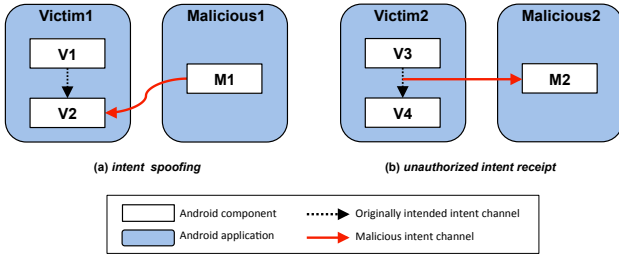 Victim1 Malicious1 Victim2 Malicious2
V1 V3
M1 M2
V2 V4
(a) intent spoofing (b) unauthorized intent receipt
Android component Originally intended intent channel
Android application Malicious intent channel